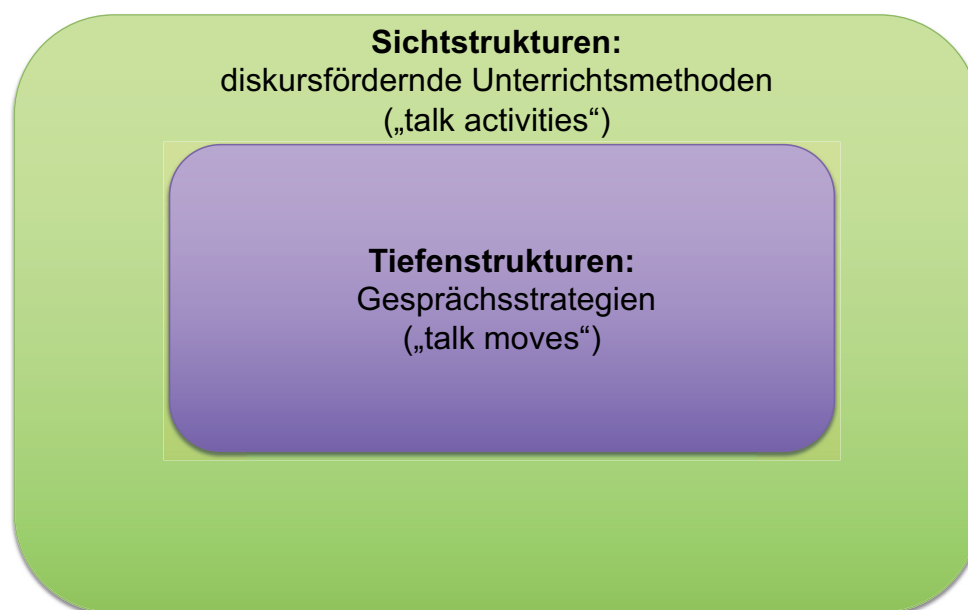 Sichtstrukturen:
diskursfördernde Unterrichtsmethoden
(„talk activities“)
Tiefenstrukturen:
Gesprächsstrategien
(„talk moves“)